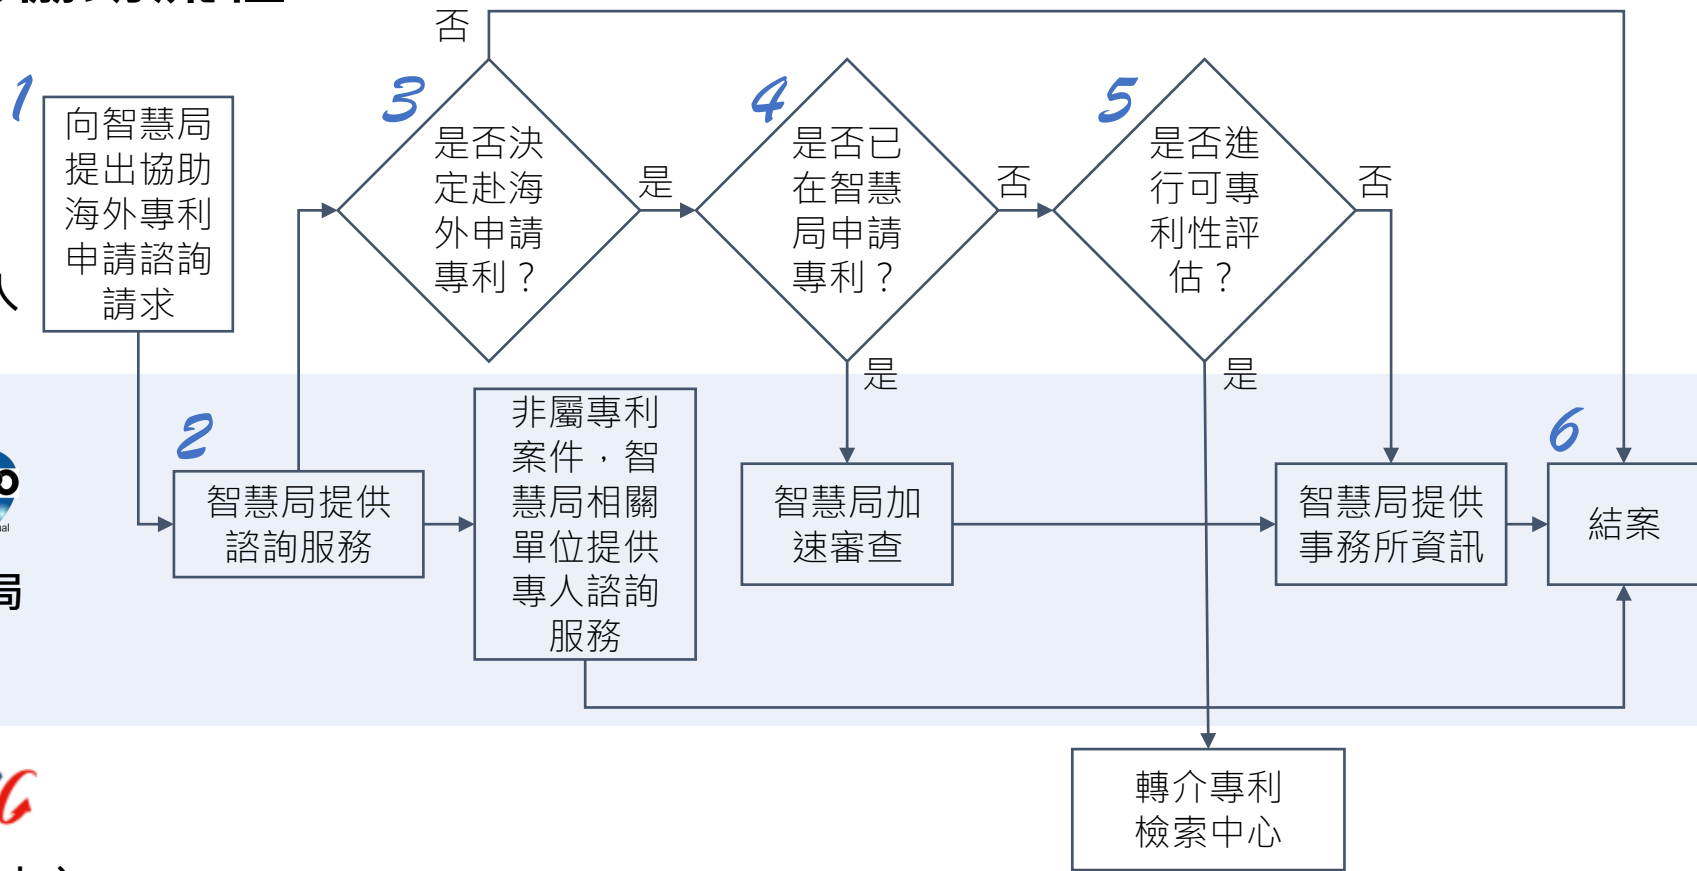 否
1
向智慧局
提出協助
海外專利
申請諮詢
請求
3
是否決
定赴海
外申請
專利？
是
4
是否已
在智慧
局申請
專利？
否
5
是否進
行可專
利性評
估？
否
人
是
是
2
智慧局提供
諮詢服務
非屬專利
案件，智
慧局相關
單位提供
專人諮詢
服務
智慧局加
速審查
智慧局提供
事務所資訊
6
結案
局
轉介專利
檢索中心